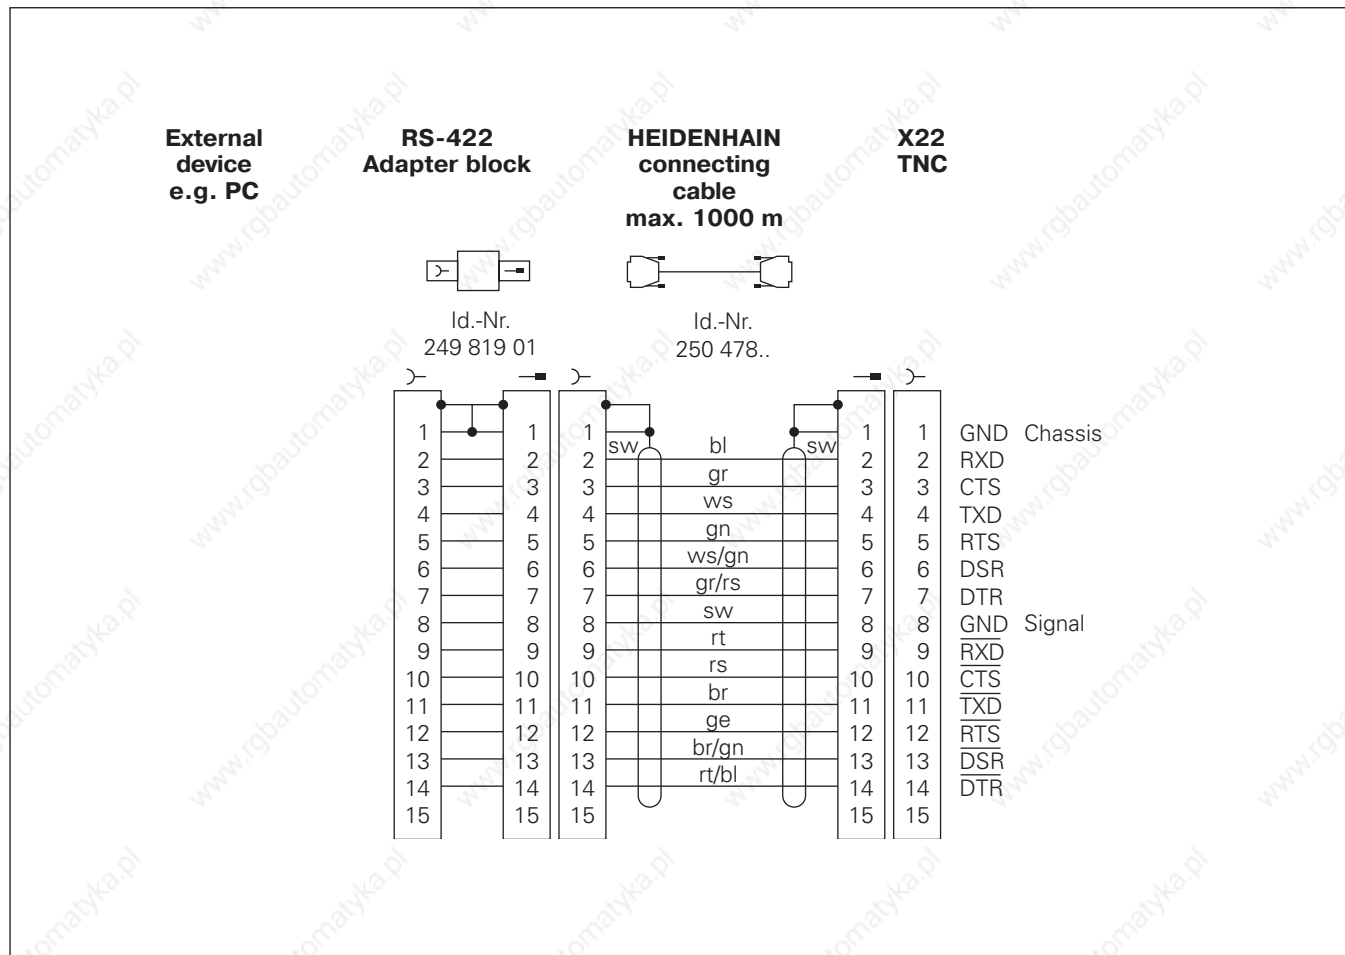 External
device
e.g. PC
RS-422
Adapter block
HEIDENHAIN
connecting
cable
max. 1000 m
X22
TNC
Id.-Nr.
249 819 01
Id.-Nr.
250 478..
1 1 1 sw bl sw 1 1 GND Chassis
2 2 2 gr 2 2 RXD
3 3 3 ws 3 3 CTS
4 4 4 gn 4 4 TXD
5 5 5 ws/gn 5 5 RTS
6 6 6 gr/rs 6 6 DSR
7 7 7 sw 7 7 DTR
8 8 8 rt 8 8 GND Signal
9 9 9 rs 9 9 RXD
10 10 10 br 10 10 CTS
11 11 11 ge 11 11 TXD
12 12 12 br/gn 12 12 RTS
13 13 13 rt/bl 13 13 DSR
14 14 14 14 14 DTR
15 15 15 15 15
www.rgbautomatyka.pl